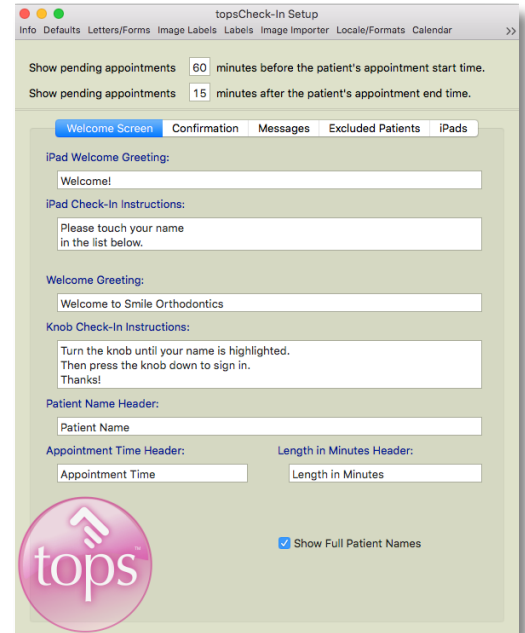 topsCheck-In Setup
Info Defaults Letters/Forms Image Labels Labels Image Importer Locale/Formats Calendar >>
Show pending appointments 60 minutes before the patient's appointment start time.
Show pending appointments 15 minutes after the patient's appointment end time.
Welcome Screen Confirmation Messages Excluded Patients iPads
iPad Welcome Greeting:
Welcome!
iPad Check-In Instructions:
Please touch your name
in the list below.
Welcome Greeting:
Welcome to Smile Orthodontics
Knob Check-In Instructions:
Turn the knob until your name is highlighted.
Then press the knob down to sign in.
Thanks!
Patient Name Header:
Patient Name
Appointment Time Header: Length in Minutes Header:
Appointment Time Length in Minutes
Show Full Patient Names
tops™